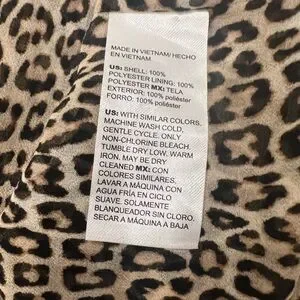 MADE IN VIETNAM/ HECHO
EN VIETNAM
US: SHELL: 100%
POLYESTER LINING: 100%
POLYESTER MX: TELA
EXTERIOR: 100% poliéster
FORRO: 100% poliéster
US: WITH SIMILAR COLORS.
MACHINE WASH COLD,
GENTLE CYCLE. ONLY
NON-CHLORINE BLEACH.
TUMBLE DRY LOW, WARM
IRON. MAY BE DRY
CLEANED MX: CON
COLORES SIMILARES,
LAVAR A MÁQUINA CON
AGUA FRÍA EN CICLO
SUAVE. SOLAMENTE
BLANQUEADOR SIN CLORO,
SECAR A MÁQUINA A BAJA